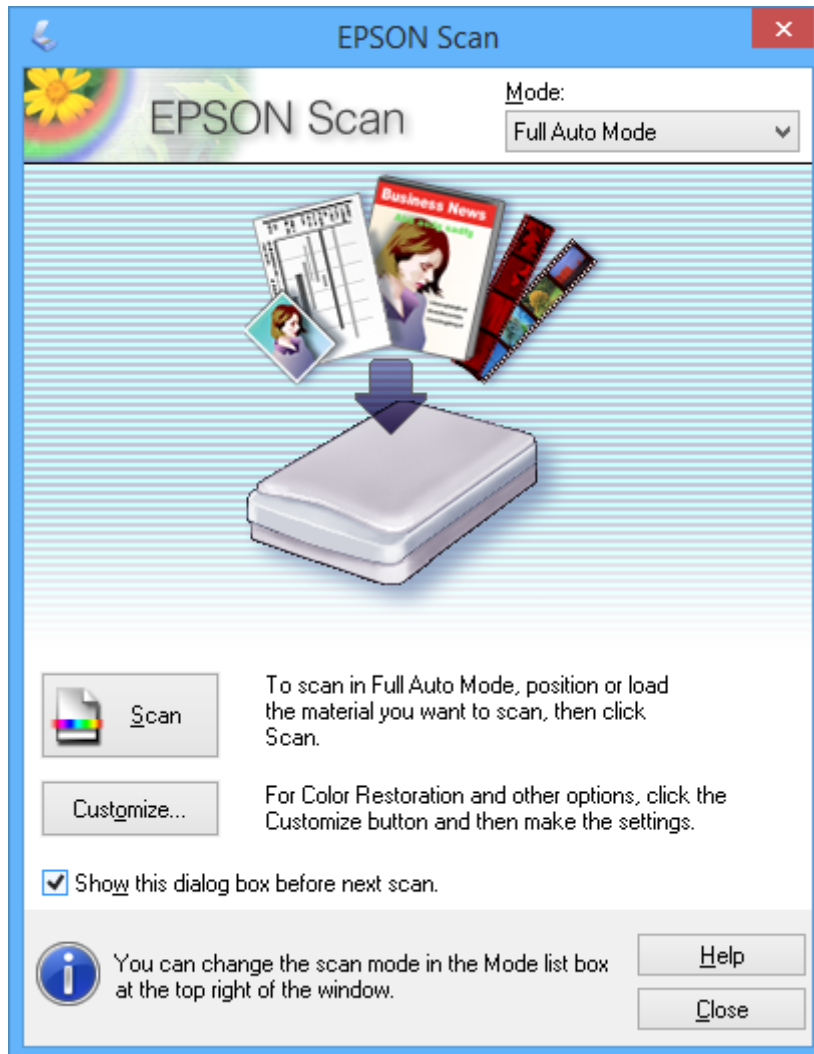 EPSON Scan
EPSON Scan
Mode:
Full Auto Mode
Business News
Scan
To scan in Full Auto Mode, position or load
the material you want to scan, then click
Scan.
Customize...
For Color Restoration and other options, click the
Customize button and then make the settings.
Show this dialog box before next scan.
You can change the scan mode in the Mode list box
at the top right of the window.
Help
Close